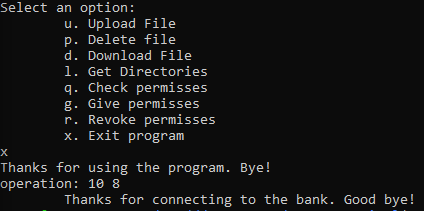 Select an option:
u. Upload File
p. Delete file
d. Download File
l. Get Directories
q. Check permisses
g. Give permisses
r. Revoke permisses
x. Exit program
x
Thanks for using the program. Bye!
operation: 10 8
Thanks for connecting to the bank. Good bye!